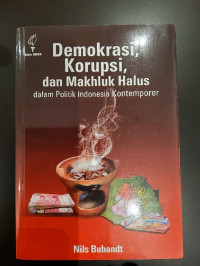 Demokrasi,
Korupsi,
dan Makhluk Halus
dalam Politik Indonesia Kontemporer
Nils Bubandt